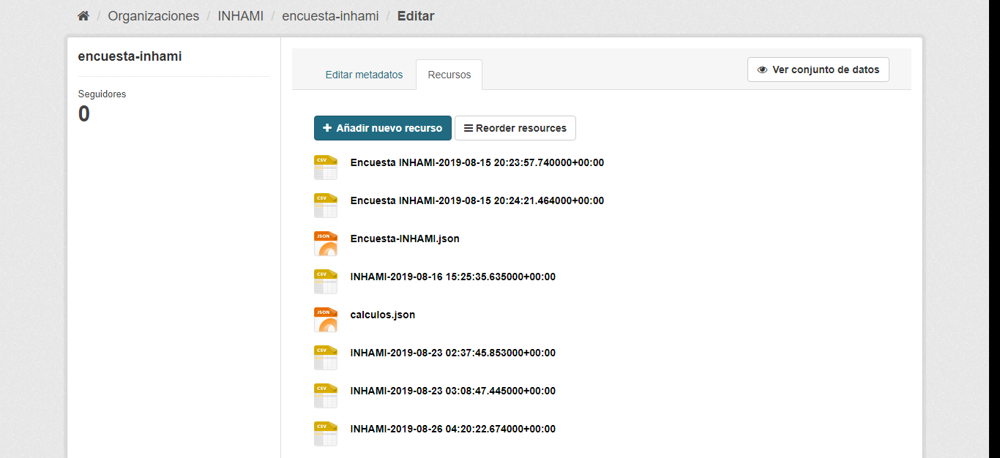 / Organizaciones / INHAMI / encuesta-inhami / Editar
encuesta-inhami
Seguidores
0
Editar metadatos
Recursos
Ver conjunto de datos
Añadir nuevo recurso
Reorder resources
CSV Encuesta INHAMI-2019-08-15 20:23:57.740000+00:00
CSV Encuesta INHAMI-2019-08-15 20:24:21.464000+00:00
JSON Encuesta-INHAMI.json
CSV INHAMI-2019-08-16 15:25:35.635000+00:00
JSON calculos.json
CSV INHAMI-2019-08-23 02:37:45.853000+00:00
CSV INHAMI-2019-08-23 03:08:47.445000+00:00
CSV INHAMI-2019-08-26 04:20:22.674000+00:00